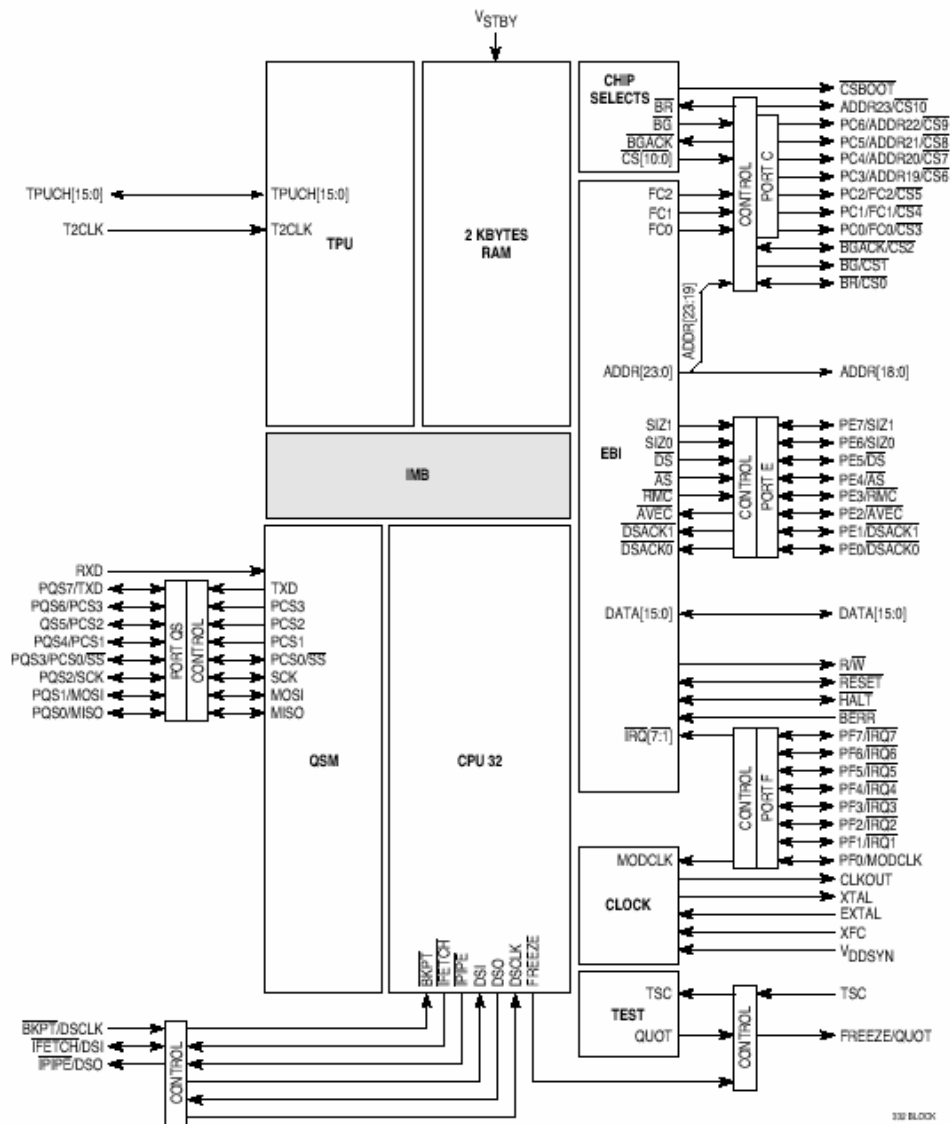 VSTBY
CHIP
SELECTS
BR
BG
BGACK
CS[10:0]
CSBOOT
ADDR23/CS10
PC6/ADDR22/CS9
PC5/ADDR21/CS8
PC4/ADDR20/CS7
PC3/ADDR19/CS6
PC2/FC2/CS5
PC1/FC1/CS4
PC0/FC0/CS3
BGACK/CS2
BG/CS1
BR/CS0
CONTROL
PORT C
TPUCH[15:0]
T2CLK
TPUCH[15:0]
T2CLK
TPU
2 KBYTES
RAM
FC2
FC1
FC0
ADDR[23:19]
ADDR[23:0]
ADDR[18:0]
EBI
SIZ1
SIZ0
DS
AS
RMC
AVEC
DSACK1
DSACK0
CONTROL
PORT E
PE7/SIZ1
PE6/SIZ0
PE5/DS
PE4/AS
PE3/RMC
PE2/AVEC
PE1/DSACK1
PE0/DSACK0
IMB
DATA[15:0]
DATA[15:0]
R/W
RESET
HALT
BERR
IRQ[7:1]
CONTROL
PORT F
PF7/IRQ7
PF6/IRQ6
PF5/IRQ5
PF4/IRQ4
PF3/IRQ3
PF2/IRQ2
PF1/IRQ1
PF0/MODCLK
RXD
PQS7/TXD
PQS6/PCS3
QS5/PCS2
PQS4/PCS1
PQS3/PCS0/SS
PQS2/SCK
PQS1/MOSI
PQS0/MISO
PORT QS
CONTROL
TXD
PCS3
PCS2
PCS1
PCS0/SS
SCK
MOSI
MISO
QSM
CPU 32
MODCLK
CLOCK
CLKOUT
XTAL
EXTAL
XFC
VDDSYN
BKPT
IFETCH
IPIPE
DSI
DSO
DSCLK
FREEZE
TSC
TEST
QUOT
CONTROL
TSC
FREEZE/QUOT
BKPT/DSCLK
IFETCH/DSI
IPIPE/DSO
CONTROL
332 BLOCK